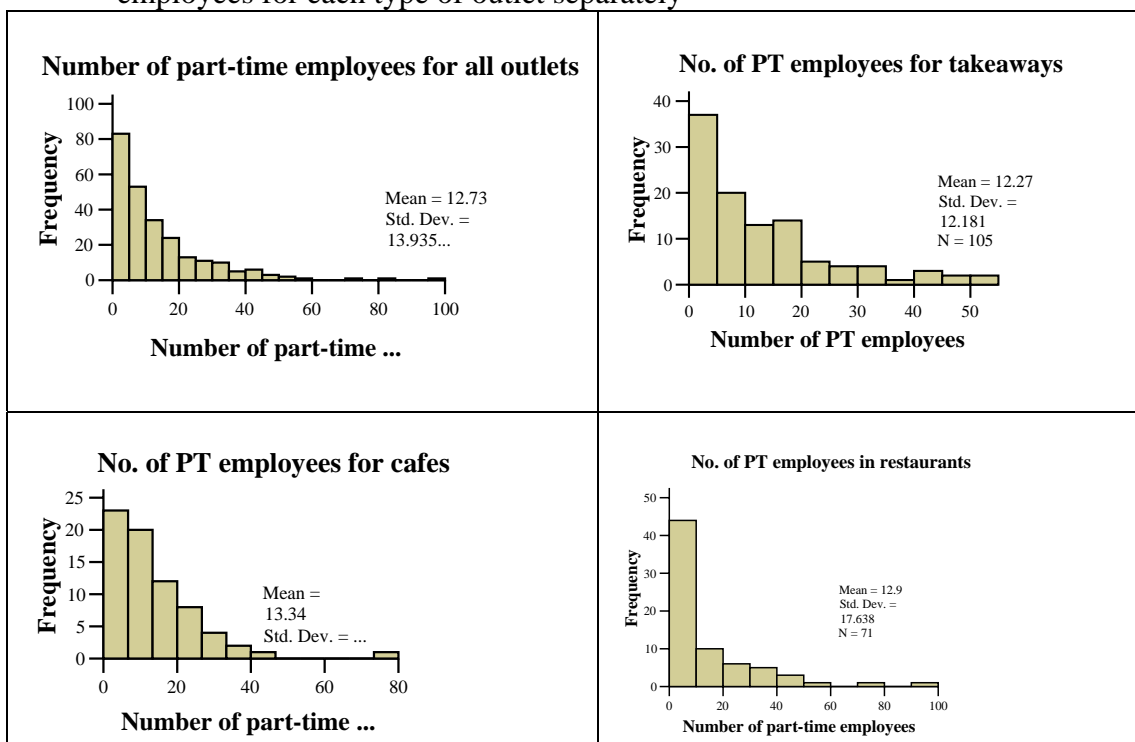 employees for each type of outlet separately
Number of part-time employees for all outlets
100
80
60
40
20
0
Frequency
Mean = 12.73
Std. Dev. =
13.935...
0 20 40 60 80 100
Number of part-time ...
No. of PT employees for takeaways
40
30
20
10
0
Frequency
Mean = 12.27
Std. Dev. =
12.181
N = 105
0 10 20 30 40 50
Number of PT employees
No. of PT employees for cafes
25
20
15
10
5
0
Frequency
Mean =
13.34
Std. Dev. = ...
0 20 40 60 80
Number of part-time ...
No. of PT employees in restaurants
50
40
30
20
10
0
Frequency
Mean = 12.9
Std. Dev. =
17.638
N = 71
0 20 40 60 80 100
Number of part-time employees